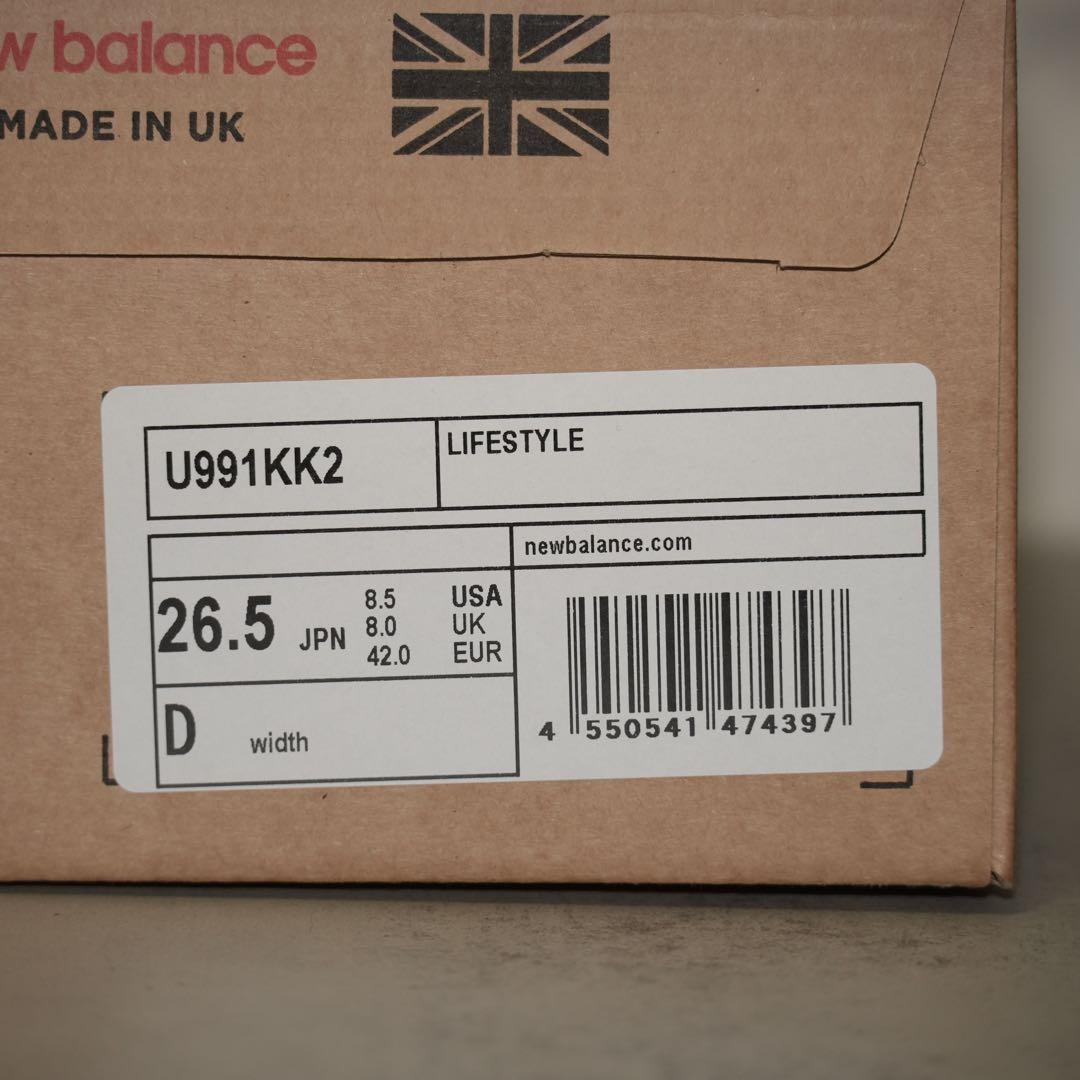 w balance
MADE IN UK
U991KK2
LIFESTYLE
newbalance.com
26.5 JPN
8.5 USA
8.0 UK
42.0 EUR
D width
4 550541 474397